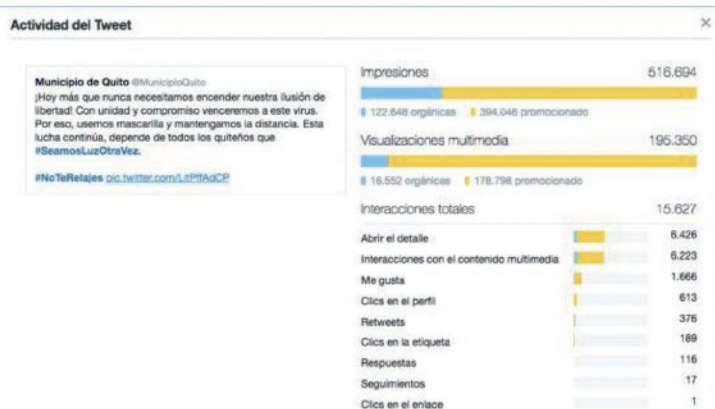 Actividad del Tweet
Municipio de Quito @MunicipioQuito
¡Hoy más que nunca necesitamos encender nuestra ilusión de
libertad! Con unidad y compromiso venceremos a este virus.
Por eso, usemos mascarilla y mantengamos la distancia. Esta
lucha continúa, depende de todos los quiteños que
#SeamosLuzOtraVez.
#NoTeRelajes pic.twitter.com/LitPffAdCP
Impresiones 516.694
122.648 orgánicas 394.046 promocionado
Visualizaciones multimedia 195.350
16.552 orgánicas 178.798 promocionado
Interacciones totales 15.627
Abrir el detalle 6.426
Interacciones con el contenido multimedia 6.223
Me gusta 1.666
Clics en el perfil 613
Retweets 376
Clics en la etiqueta 189
Respuestas 116
Seguimientos 17
Clics en el enlace 1